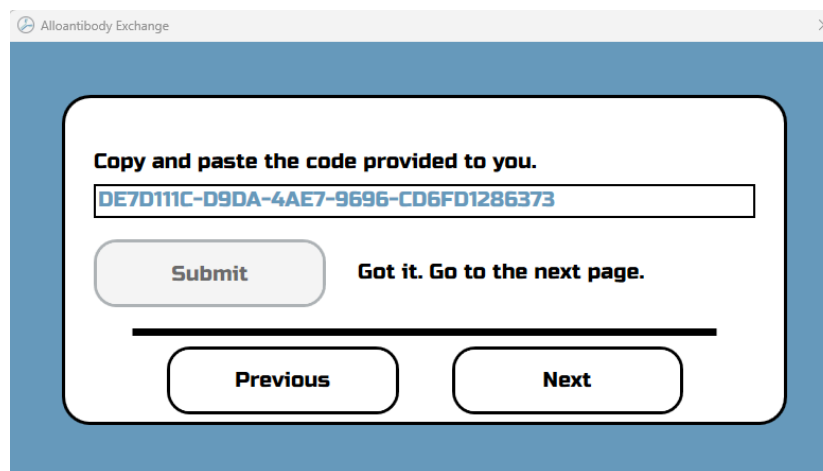 Alloantibody Exchange
Copy and paste the code provided to you.
DE7D111C-D9DA-4AE7-9696-CD6FD1286373
Submit
Got it. Go to the next page.
Previous
Next